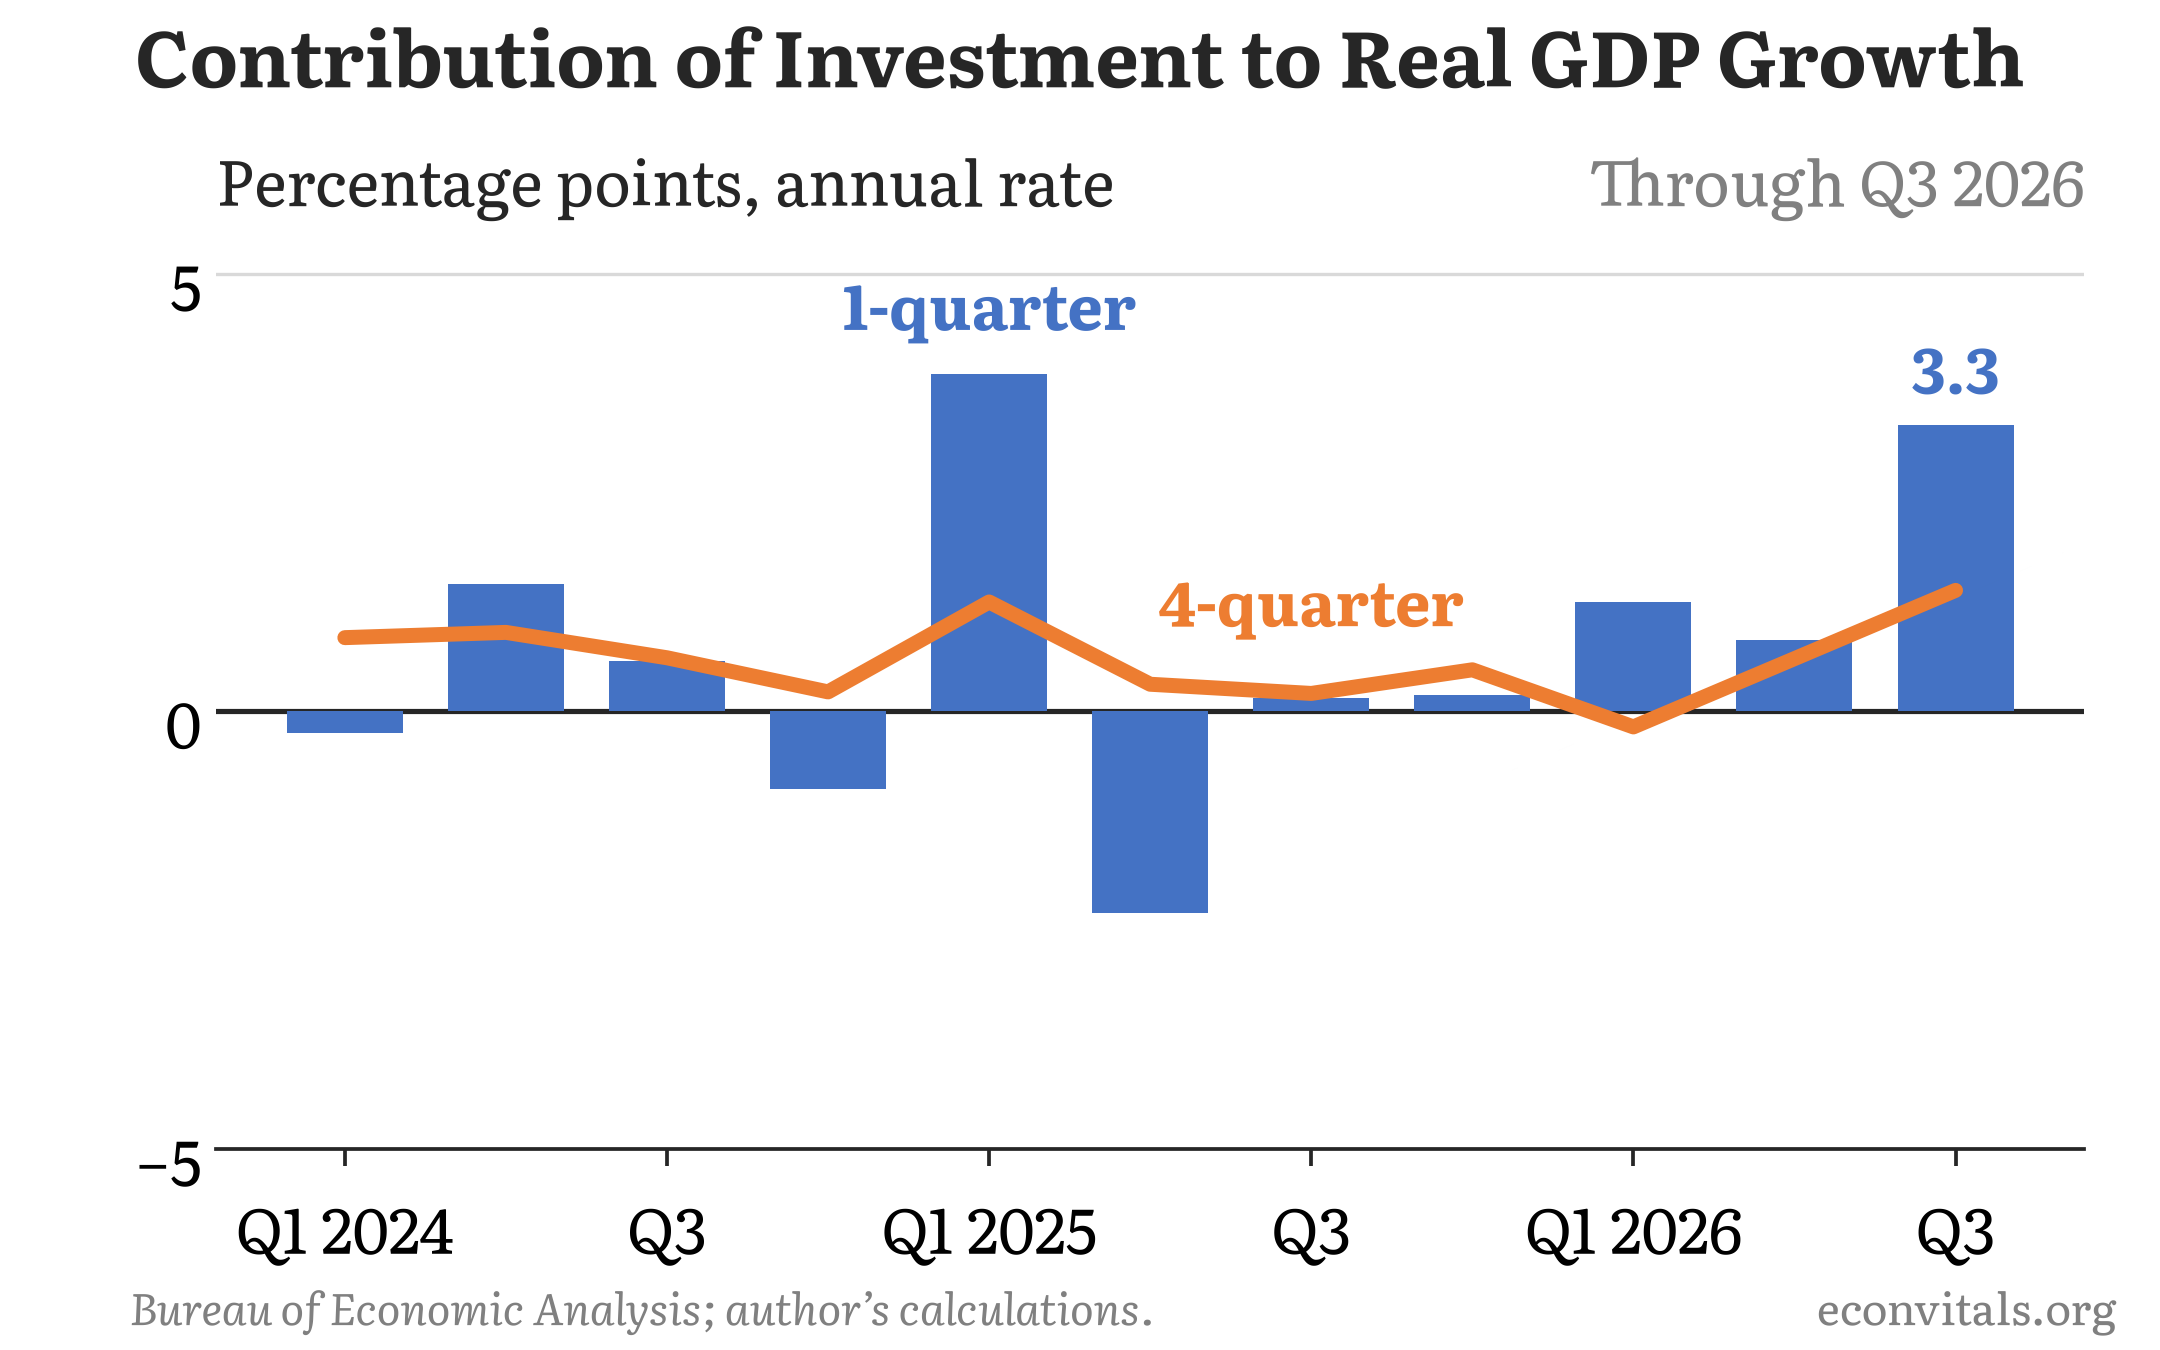 Contribution of Investment to Real GDP Growth
Percentage points, annual rate
Through Q3 2026
5
1-quarter
3.3
4-quarter
0
−5
Q1 2024 Q3 Q1 2025 Q3 Q1 2026 Q3
Bureau of Economic Analysis; author’s calculations.
econvitals.org